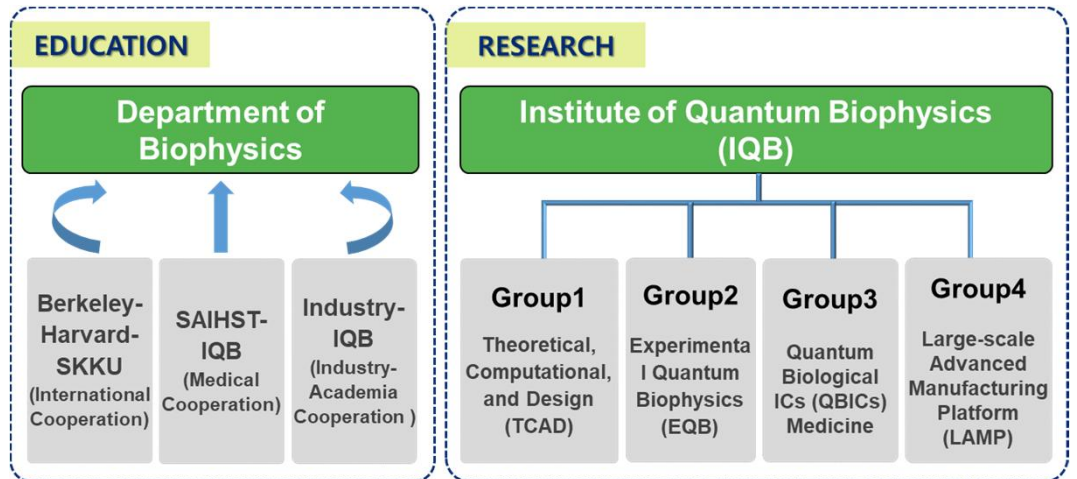 EDUCATION
Department of
Biophysics
Berkeley-
Harvard-
SKKU
(International
Cooperation)
SAIHST-
IQB
(Medical
Cooperation)
Industry-
IQB
(Industry-
Academia
Cooperation )
RESEARCH
Institute of Quantum Biophysics
(IQB)
Group1
Theoretical,
Computational,
and Design
(TCAD)
Group2
Experimenta
l Quantum
Biophysics
(EQB)
Group3
Quantum
Biological
ICs (QBICs)
Medicine
Group4
Large-scale
Advanced
Manufacturing
Platform
(LAMP)